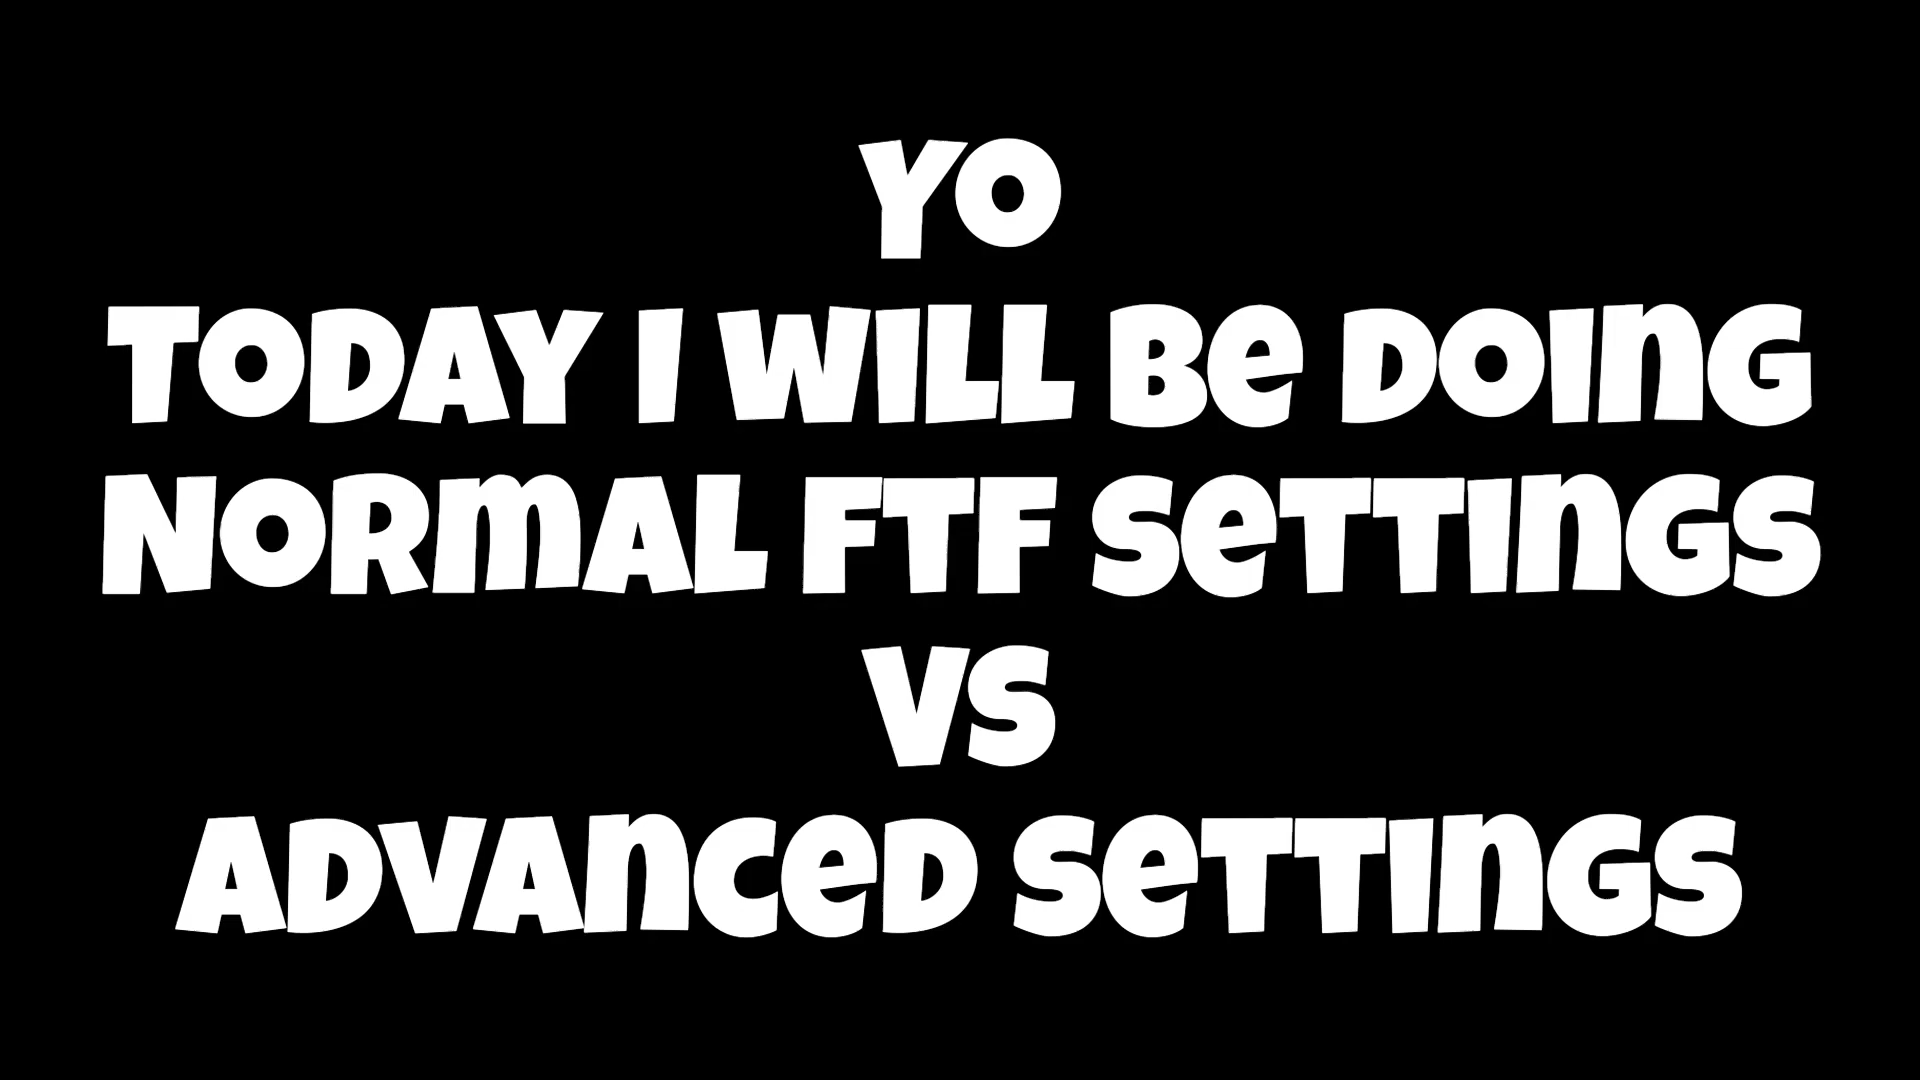 YO
TODAY I WILL BE DOING
NORMAL FTF SETTINGS
VS
ADVANCED SETTINGS